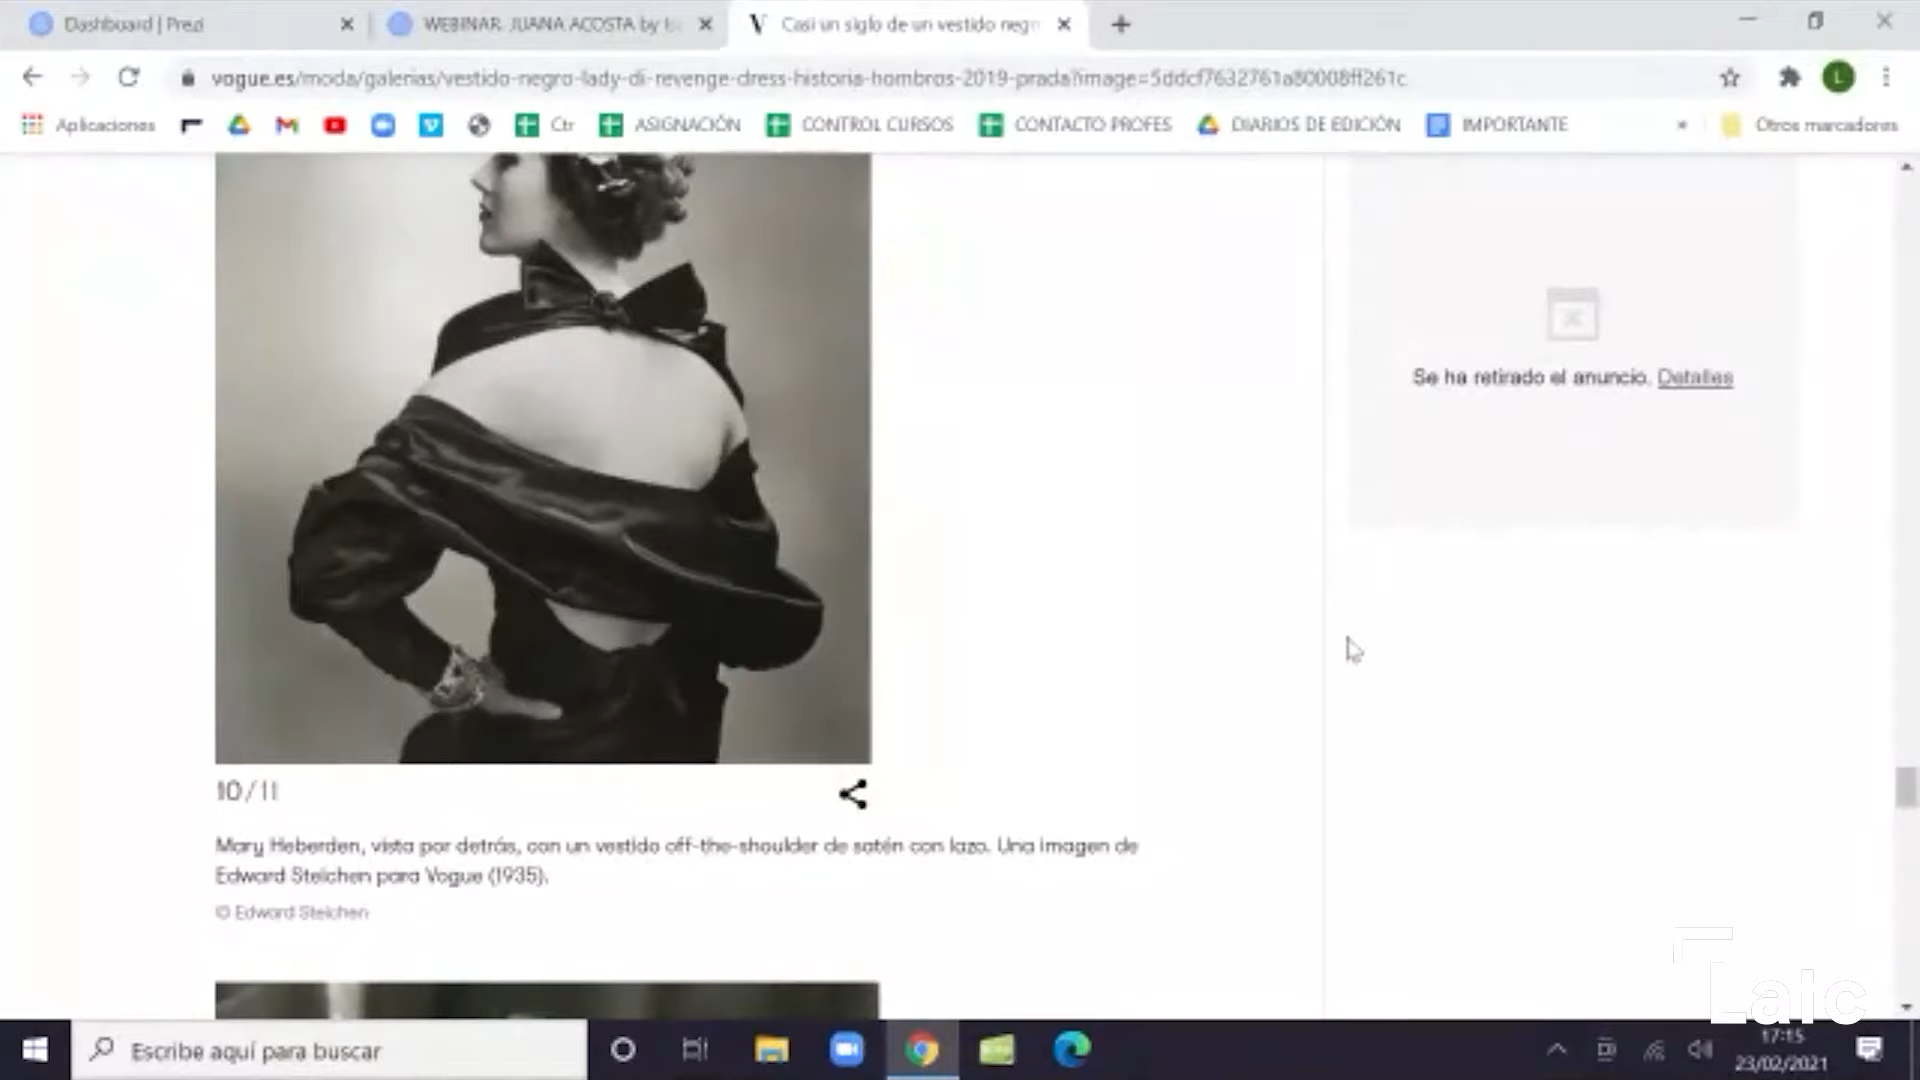 Dashboard | Prezi
WEBINAR. JUANA ACOSTA by Is
Casi un siglo de un vestido negr
vogue.es/moda/galerias/vestido-negro-lady-di-revenge-dress-historia-hombros-2019-prada?image=5ddcf7632761a80008ff261c
L
Aplicaciones
Ctr
ASIGNACIÓN
CONTROL CURSOS
CONTACTO PROFES
DIARIOS DE EDICIÓN
IMPORTANTE
»
Otros marcadores
Se ha retirado el anuncio. Detalles
10/11
Mary Heberden, vista por detrás, con un vestido off-the-shoulder de satén con lazo. Una imagen de
Edward Steichen para Vogue (1935).
© Edward Steichen
Laic
Escribe aquí para buscar
17:15
23/02/2021